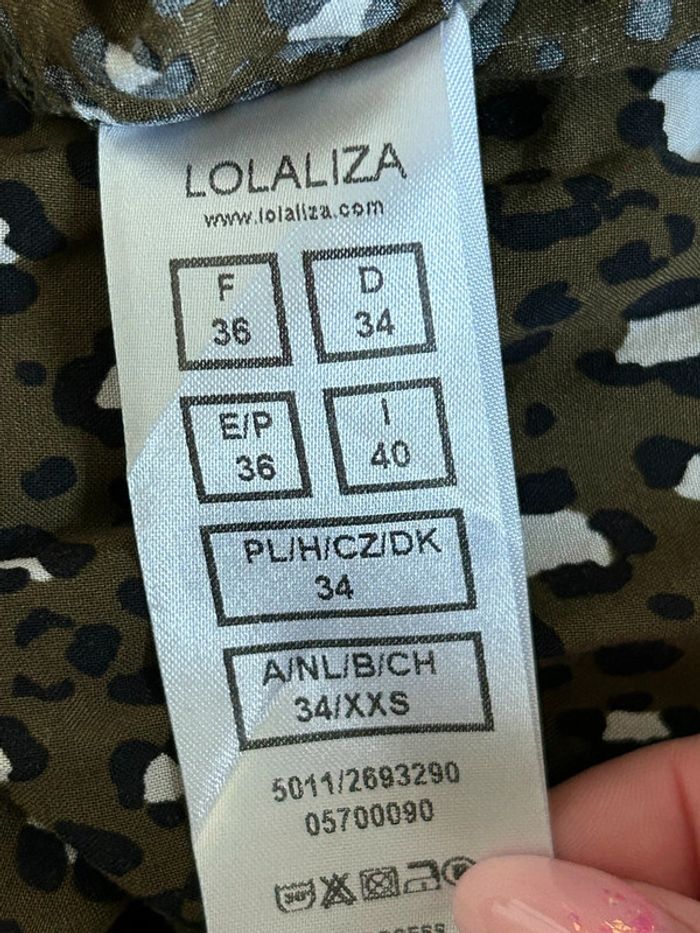 LOLALIZA
www.lolaliza.com
F D
36 34
E/P I
36 40
PL/H/CZ/DK
34
A/NL/B/CH
34/XXS
5011/2693290
05700090
30°